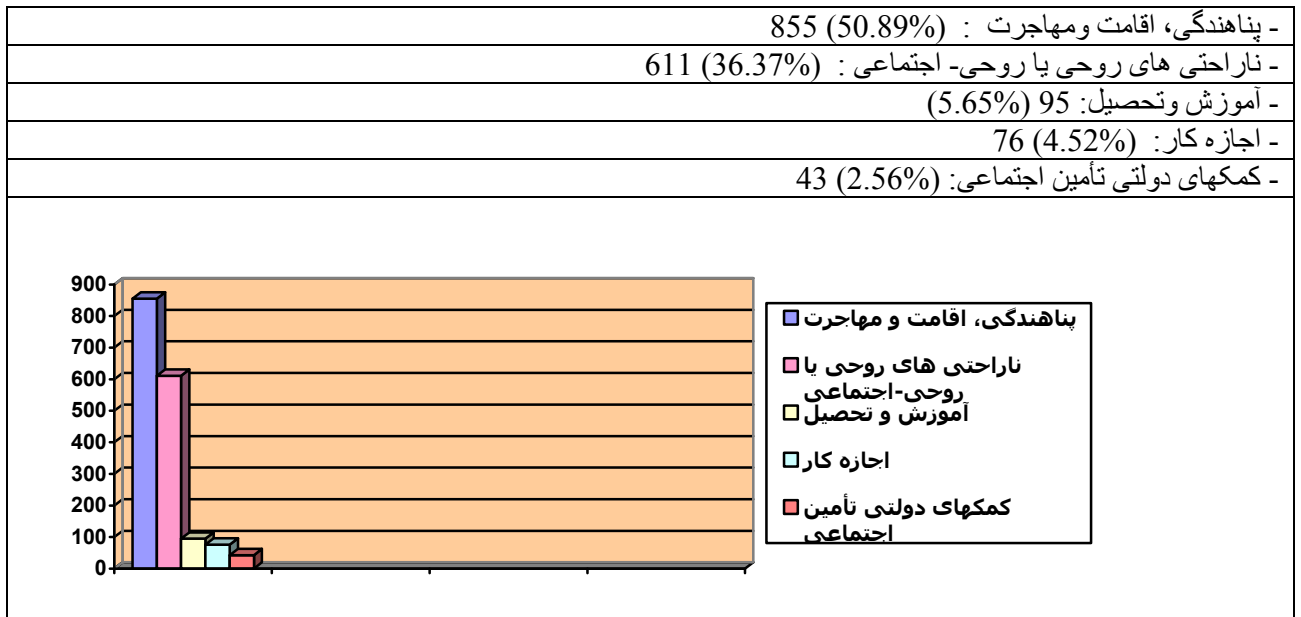 - پناهندگی، اقامت ومهاجرت : 855 (50.89%)
- ناراحتی های روحی یا روحی- اجتماعی : 611 (36.37%)
- آموزش وتحصیل: 95 (5.65%)
- اجازه کار: 76 (4.52%)
- کمکهای دولتی تأمین اجتماعی: 43 (2.56%)
900
800
700
600
500
400
300
200
100
0
پناهندگی، اقامت و مهاجرت
ناراحتی های روحی یا
روحی-اجتماعی
آموزش و تحصیل
اجازه کار
کمکهای دولتی تأمین
اجتماعی